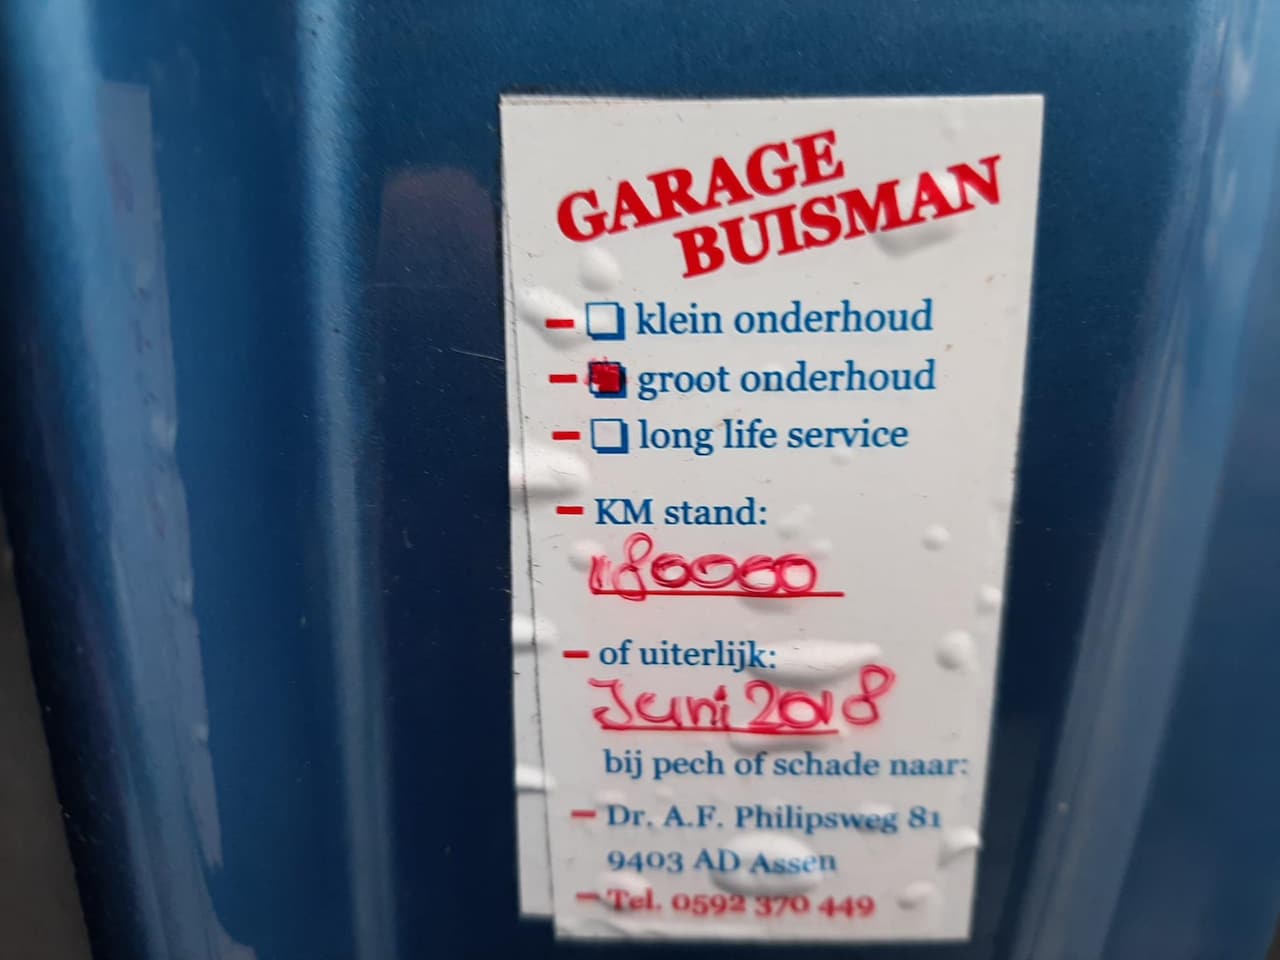 GARAGE
BUISMAN
klein onderhoud
groot onderhoud
long life service
KM stand:
180000
of uiterlijk:
Juni 2018
bij pech of schade naar:
Dr. A.F. Philipsweg 81
9403 AD Assen
Tel. 0592 370 449